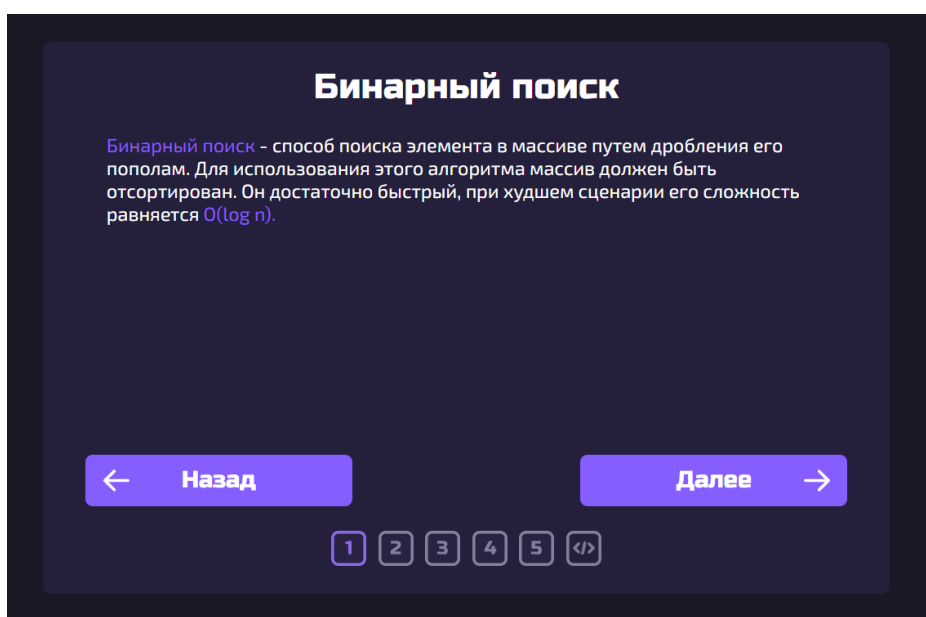 Бинарный поиск
Бинарный поиск - способ поиска элемента в массиве путем дробления его
пополам. Для использования этого алгоритма массив должен быть
отсортирован. Он достаточно быстрый, при худшем сценарии его сложность
равняется O(log n).
Назад
Далее
1 2 3 4 5 </>